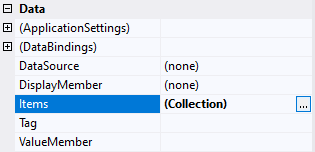 Data
(ApplicationSettings)
(DataBindings)
DataSource (none)
DisplayMember (none)
Items (Collection) ...
Tag
ValueMember